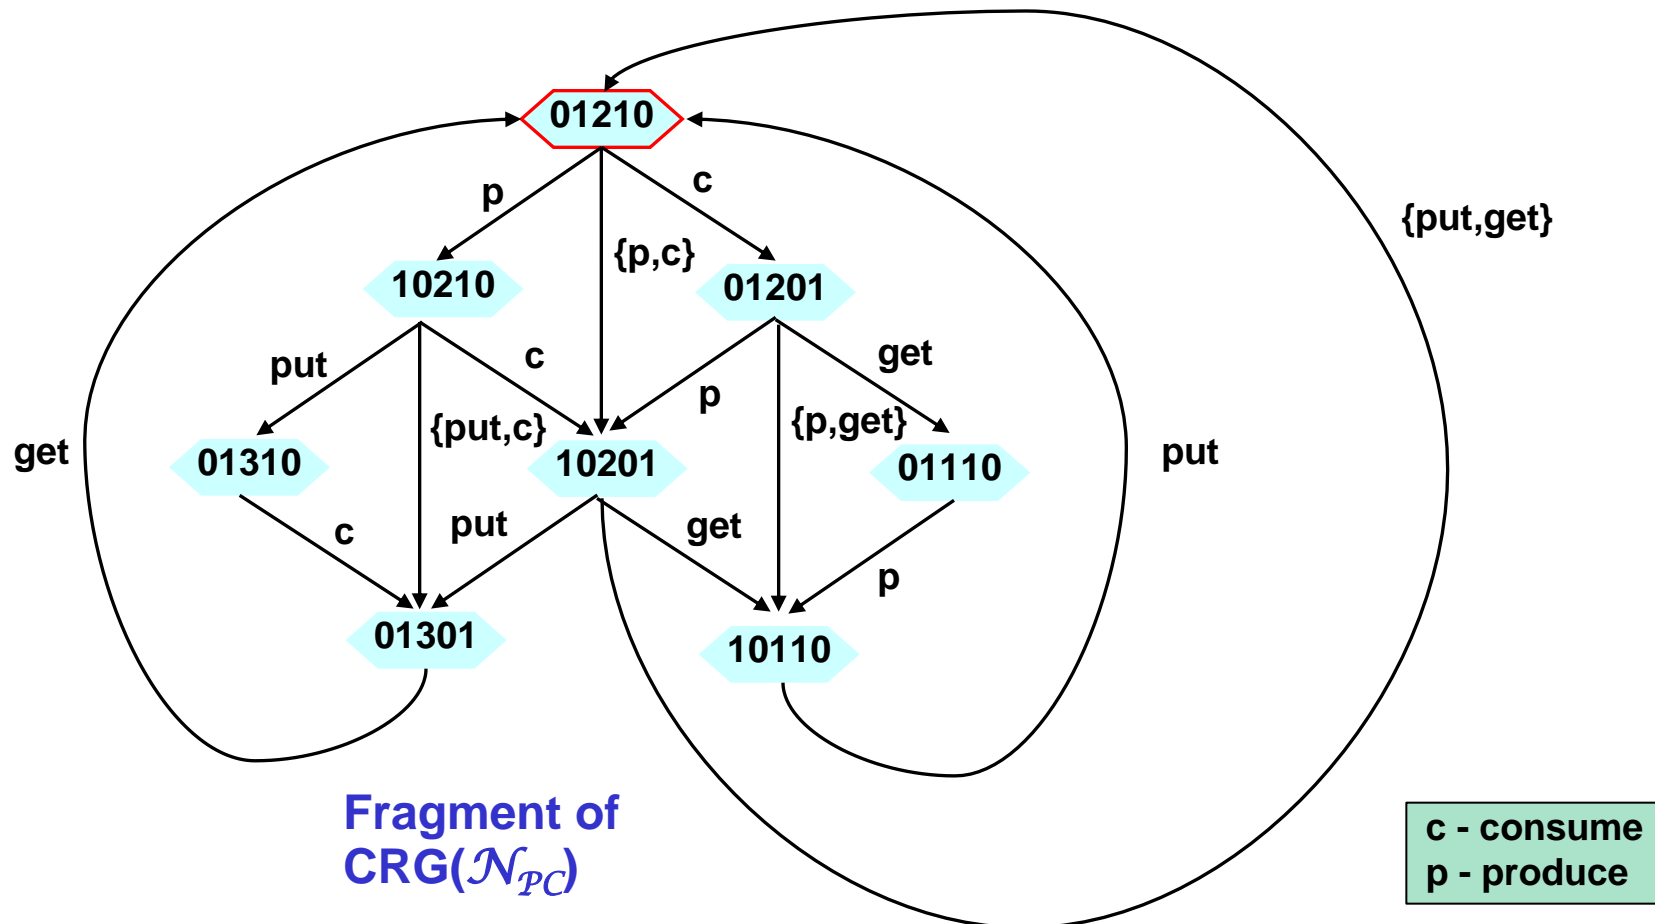 01210
p
c
{put,get}
{p,c}
10210
01201
put
c
get
p
{put,c}
{p,get}
get
01310
10201
01110
put
c
put
get
p
01301
10110
Fragment of
CRG(𝒩𝒫𝒞)
c - consume
p - produce